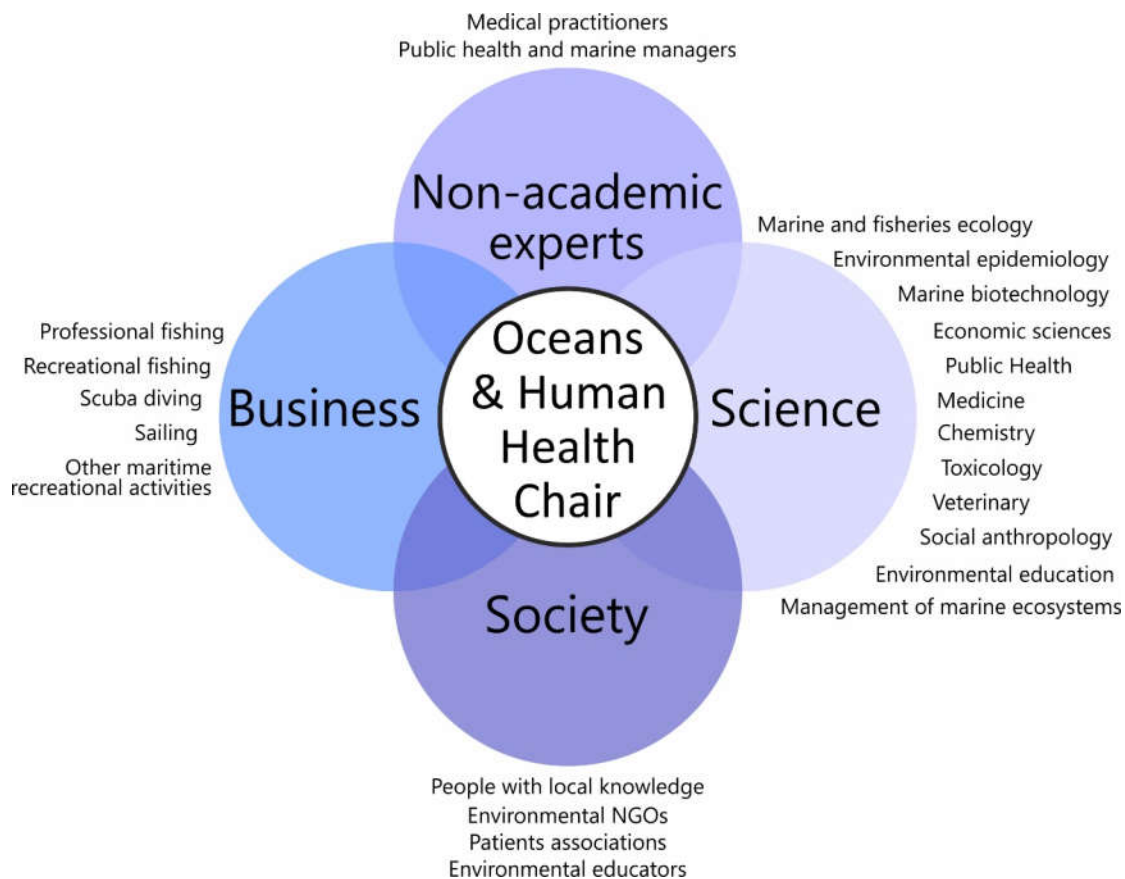 Medical practitioners
Public health and marine managers
Non-academic
experts
Marine and fisheries ecology
Environmental epidemiology
Marine biotechnology
Economic sciences
Public Health
Medicine
Chemistry
Toxicology
Veterinary
Social anthropology
Environmental education
Management of marine ecosystems
Science
Oceans
& Human
Health
Chair
Business
Professional fishing
Recreational fishing
Scuba diving
Sailing
Other maritime
recreational activities
Society
People with local knowledge
Environmental NGOs
Patients associations
Environmental educators